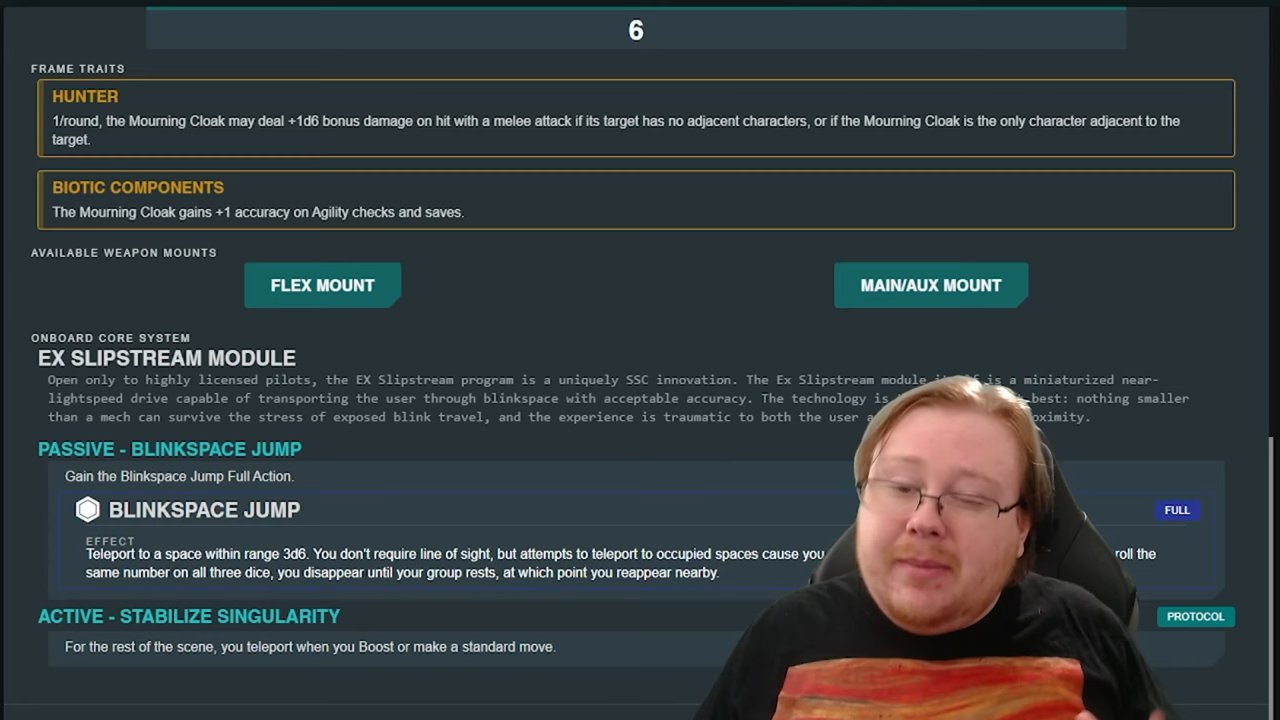 6
FRAME TRAITS
HUNTER
1/round, the Mourning Cloak may deal +1d6 bonus damage on hit with a melee attack if its target has no adjacent characters, or if the Mourning Cloak is the only character adjacent to the
target.
BIOTIC COMPONENTS
The Mourning Cloak gains +1 accuracy on Agility checks and saves.
AVAILABLE WEAPON MOUNTS
FLEX MOUNT
MAIN/AUX MOUNT
ONBOARD CORE SYSTEM
EX SLIPSTREAM MODULE
Open only to highly licensed pilots, the EX Slipstream program is a uniquely SSC innovation. The Ex Slipstream module itself is a miniaturized near-
lightspeed drive capable of transporting the user through blinkspace with acceptable accuracy. The technology is best: nothing smaller
than a mech can survive the stress of exposed blink travel, and the experience is traumatic to both the user
PASSIVE - BLINKSPACE JUMP
Gain the Blinkspace Jump Full Action.
BLINKSPACE JUMP
FULL
EFFECT
Teleport to a space within range 3d6. You don't require line of sight, but attempts to teleport to occupied spaces cause you roll the
same number on all three dice, you disappear until your group rests, at which point you reappear nearby.
ACTIVE - STABILIZE SINGULARITY
PROTOCOL
For the rest of the scene, you teleport when you Boost or make a standard move.